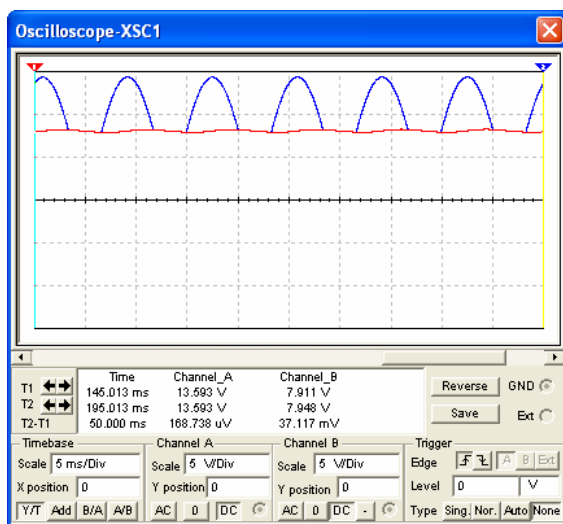 Oscilloscope-XSC1
1 2
Time Channel_A Channel_B
T1 145.013 ms 13.593 V 7.911 V
T2 195.013 ms 13.593 V 7.948 V
T2-T1 50.000 ms 168.738 uV 37.117 mV
Reverse GND
Save Ext
Timebase Channel A Channel B Trigger
Scale 5 ms/Div Scale 5 V/Div Scale 5 V/Div Edge A B Ext
X position 0 Y position 0 Y position 0 Level 0 V
Y/T Add B/A A/B AC 0 DC AC 0 DC - Type Sing. Nor. Auto None